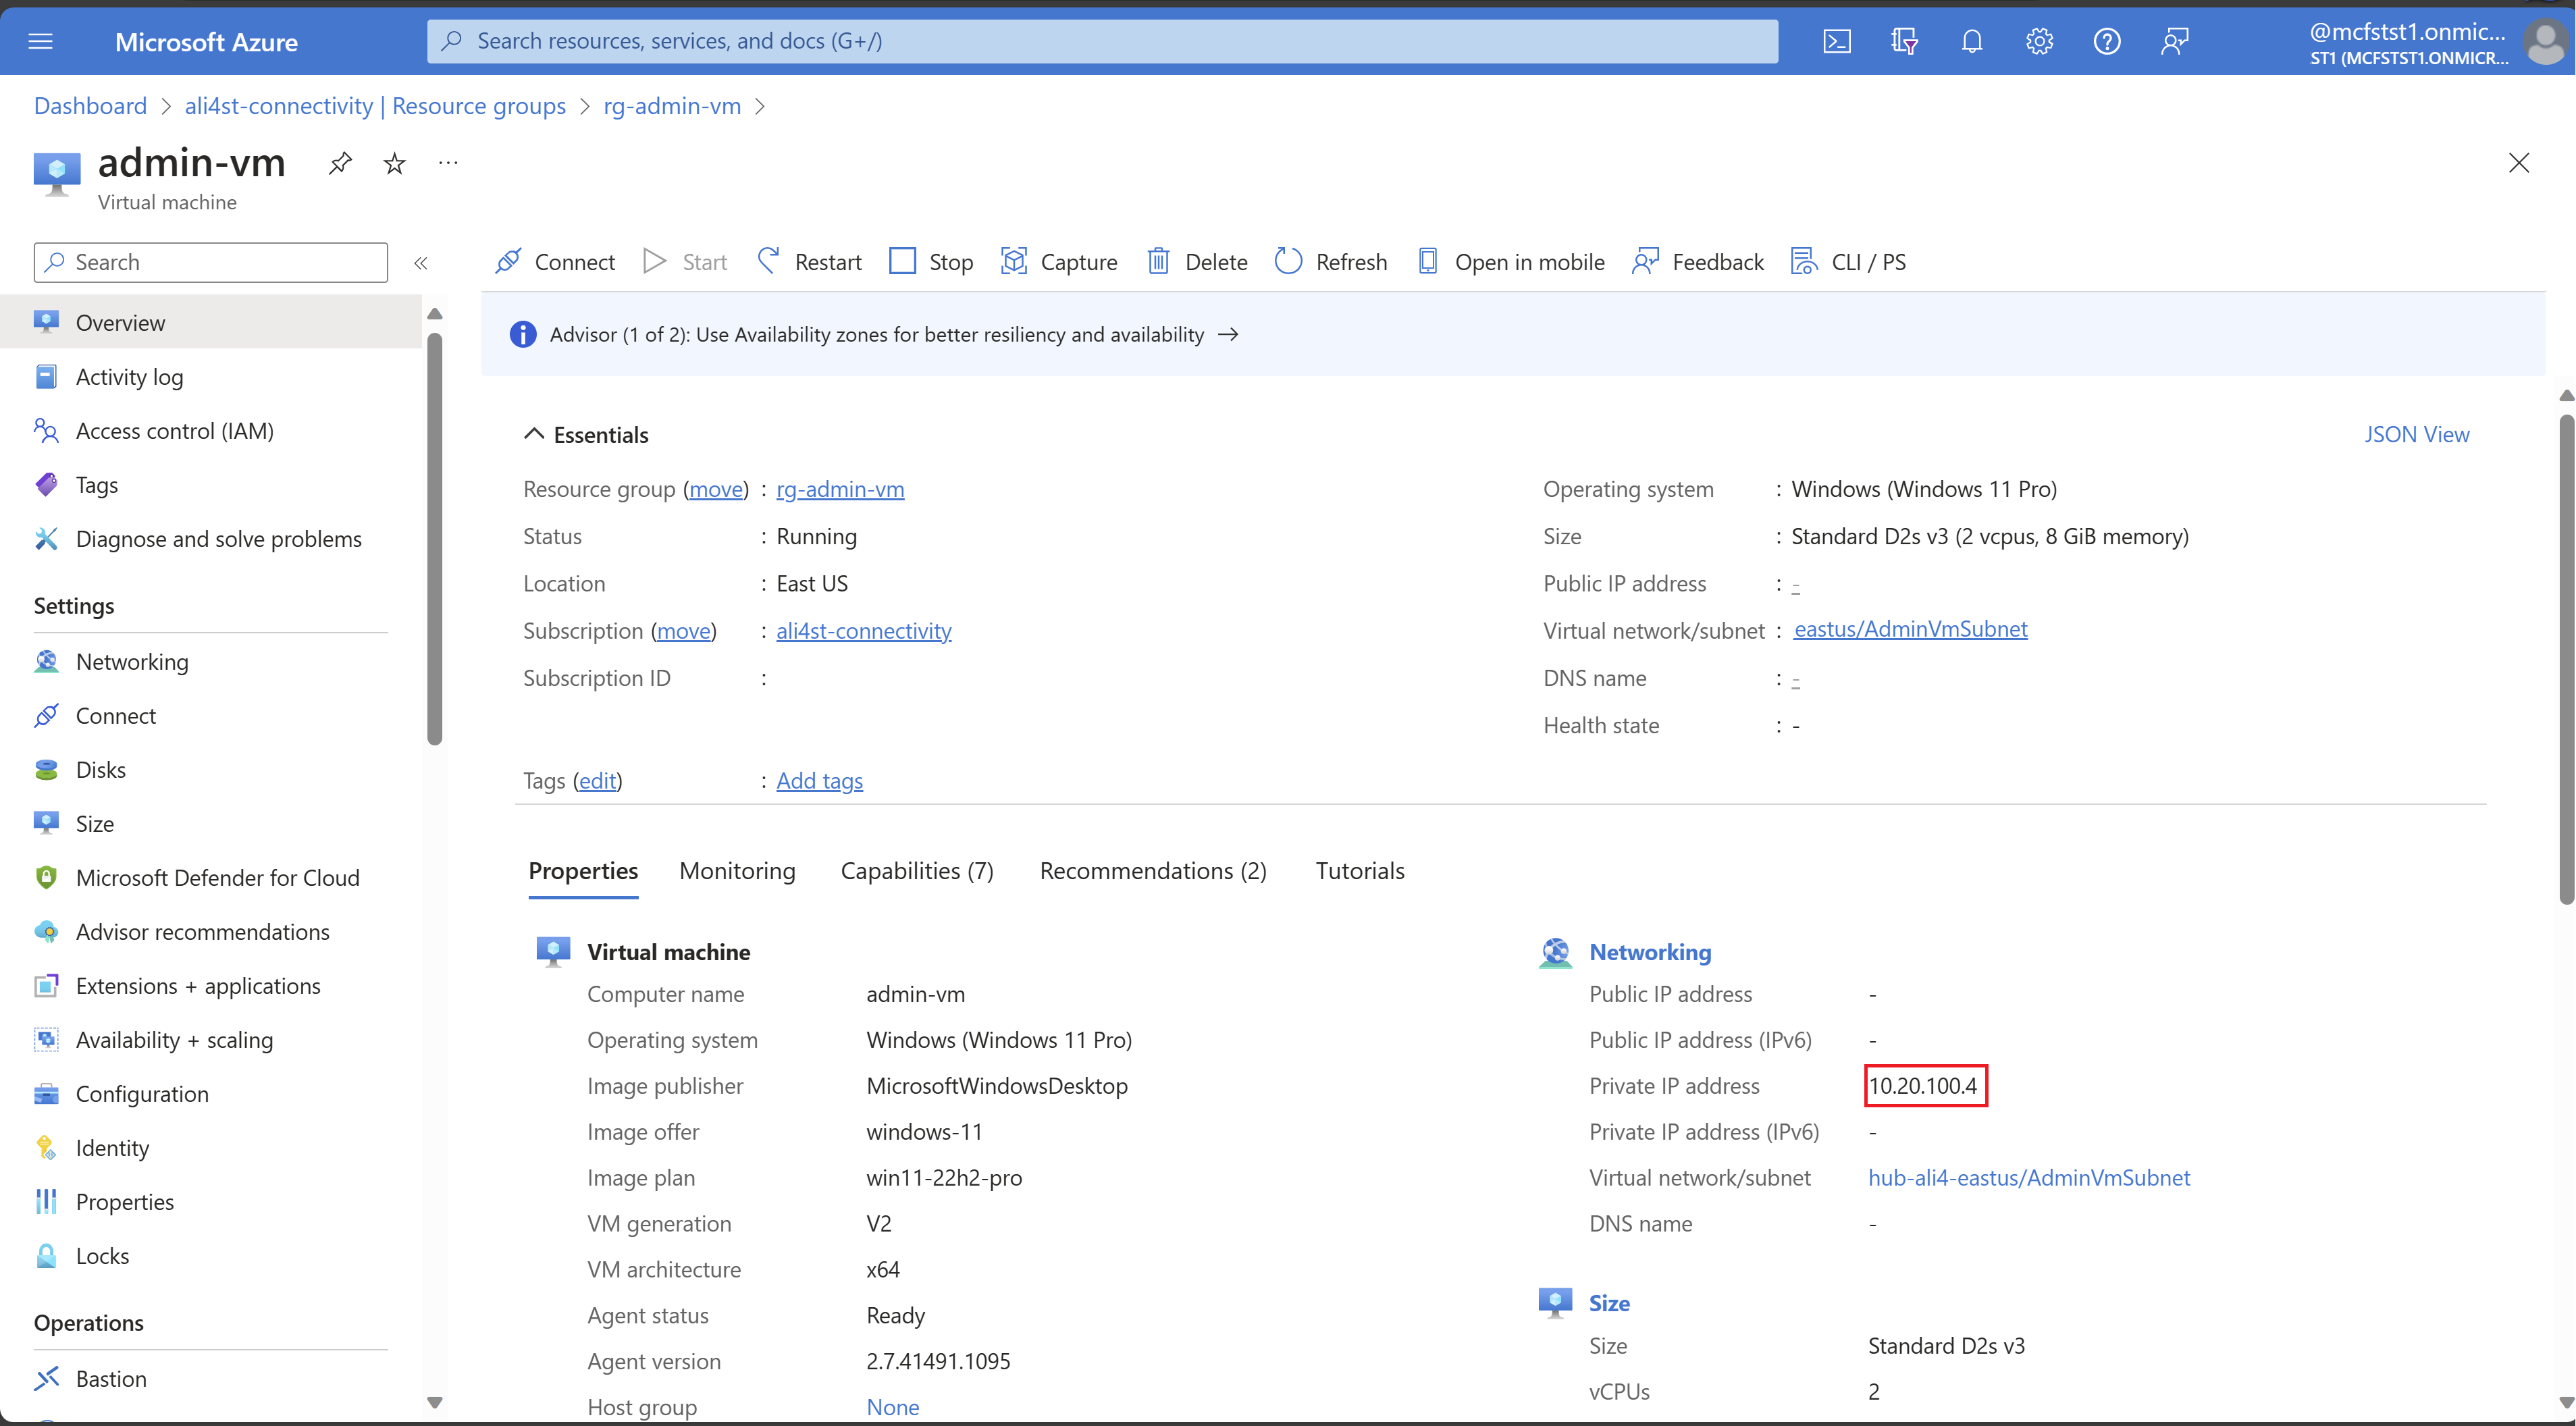 Microsoft Azure
Search resources, services, and docs (G+/)
@mcfstst1.onmic...
ST1 (MCFSTST1.ONMICR...
Dashboard > ali4st-connectivity | Resource groups > rg-admin-vm >
admin-vm
Virtual machine
Search
Connect Start Restart Stop Capture Delete Refresh Open in mobile Feedback CLI / PS
Overview
Activity log
Access control (IAM)
Tags
Diagnose and solve problems
Settings
Networking
Connect
Disks
Size
Microsoft Defender for Cloud
Advisor recommendations
Extensions + applications
Availability + scaling
Configuration
Identity
Properties
Locks
Operations
Bastion
Advisor (1 of 2): Use Availability zones for better resiliency and availability →
Essentials
JSON View
Resource group (move) : rg-admin-vm
Status : Running
Location : East US
Subscription (move) : ali4st-connectivity
Subscription ID :
Operating system : Windows (Windows 11 Pro)
Size : Standard D2s v3 (2 vcpus, 8 GiB memory)
Public IP address : -
Virtual network/subnet : eastus/AdminVmSubnet
DNS name : -
Health state : -
Tags (edit) : Add tags
Properties Monitoring Capabilities (7) Recommendations (2) Tutorials
Virtual machine
Computer name admin-vm
Operating system Windows (Windows 11 Pro)
Image publisher MicrosoftWindowsDesktop
Image offer windows-11
Image plan win11-22h2-pro
VM generation V2
VM architecture x64
Agent status Ready
Agent version 2.7.41491.1095
Host group None
Networking
Public IP address -
Public IP address (IPv6) -
Private IP address 10.20.100.4
Private IP address (IPv6) -
Virtual network/subnet hub-ali4-eastus/AdminVmSubnet
DNS name -
Size
Size Standard D2s v3
vCPUs 2